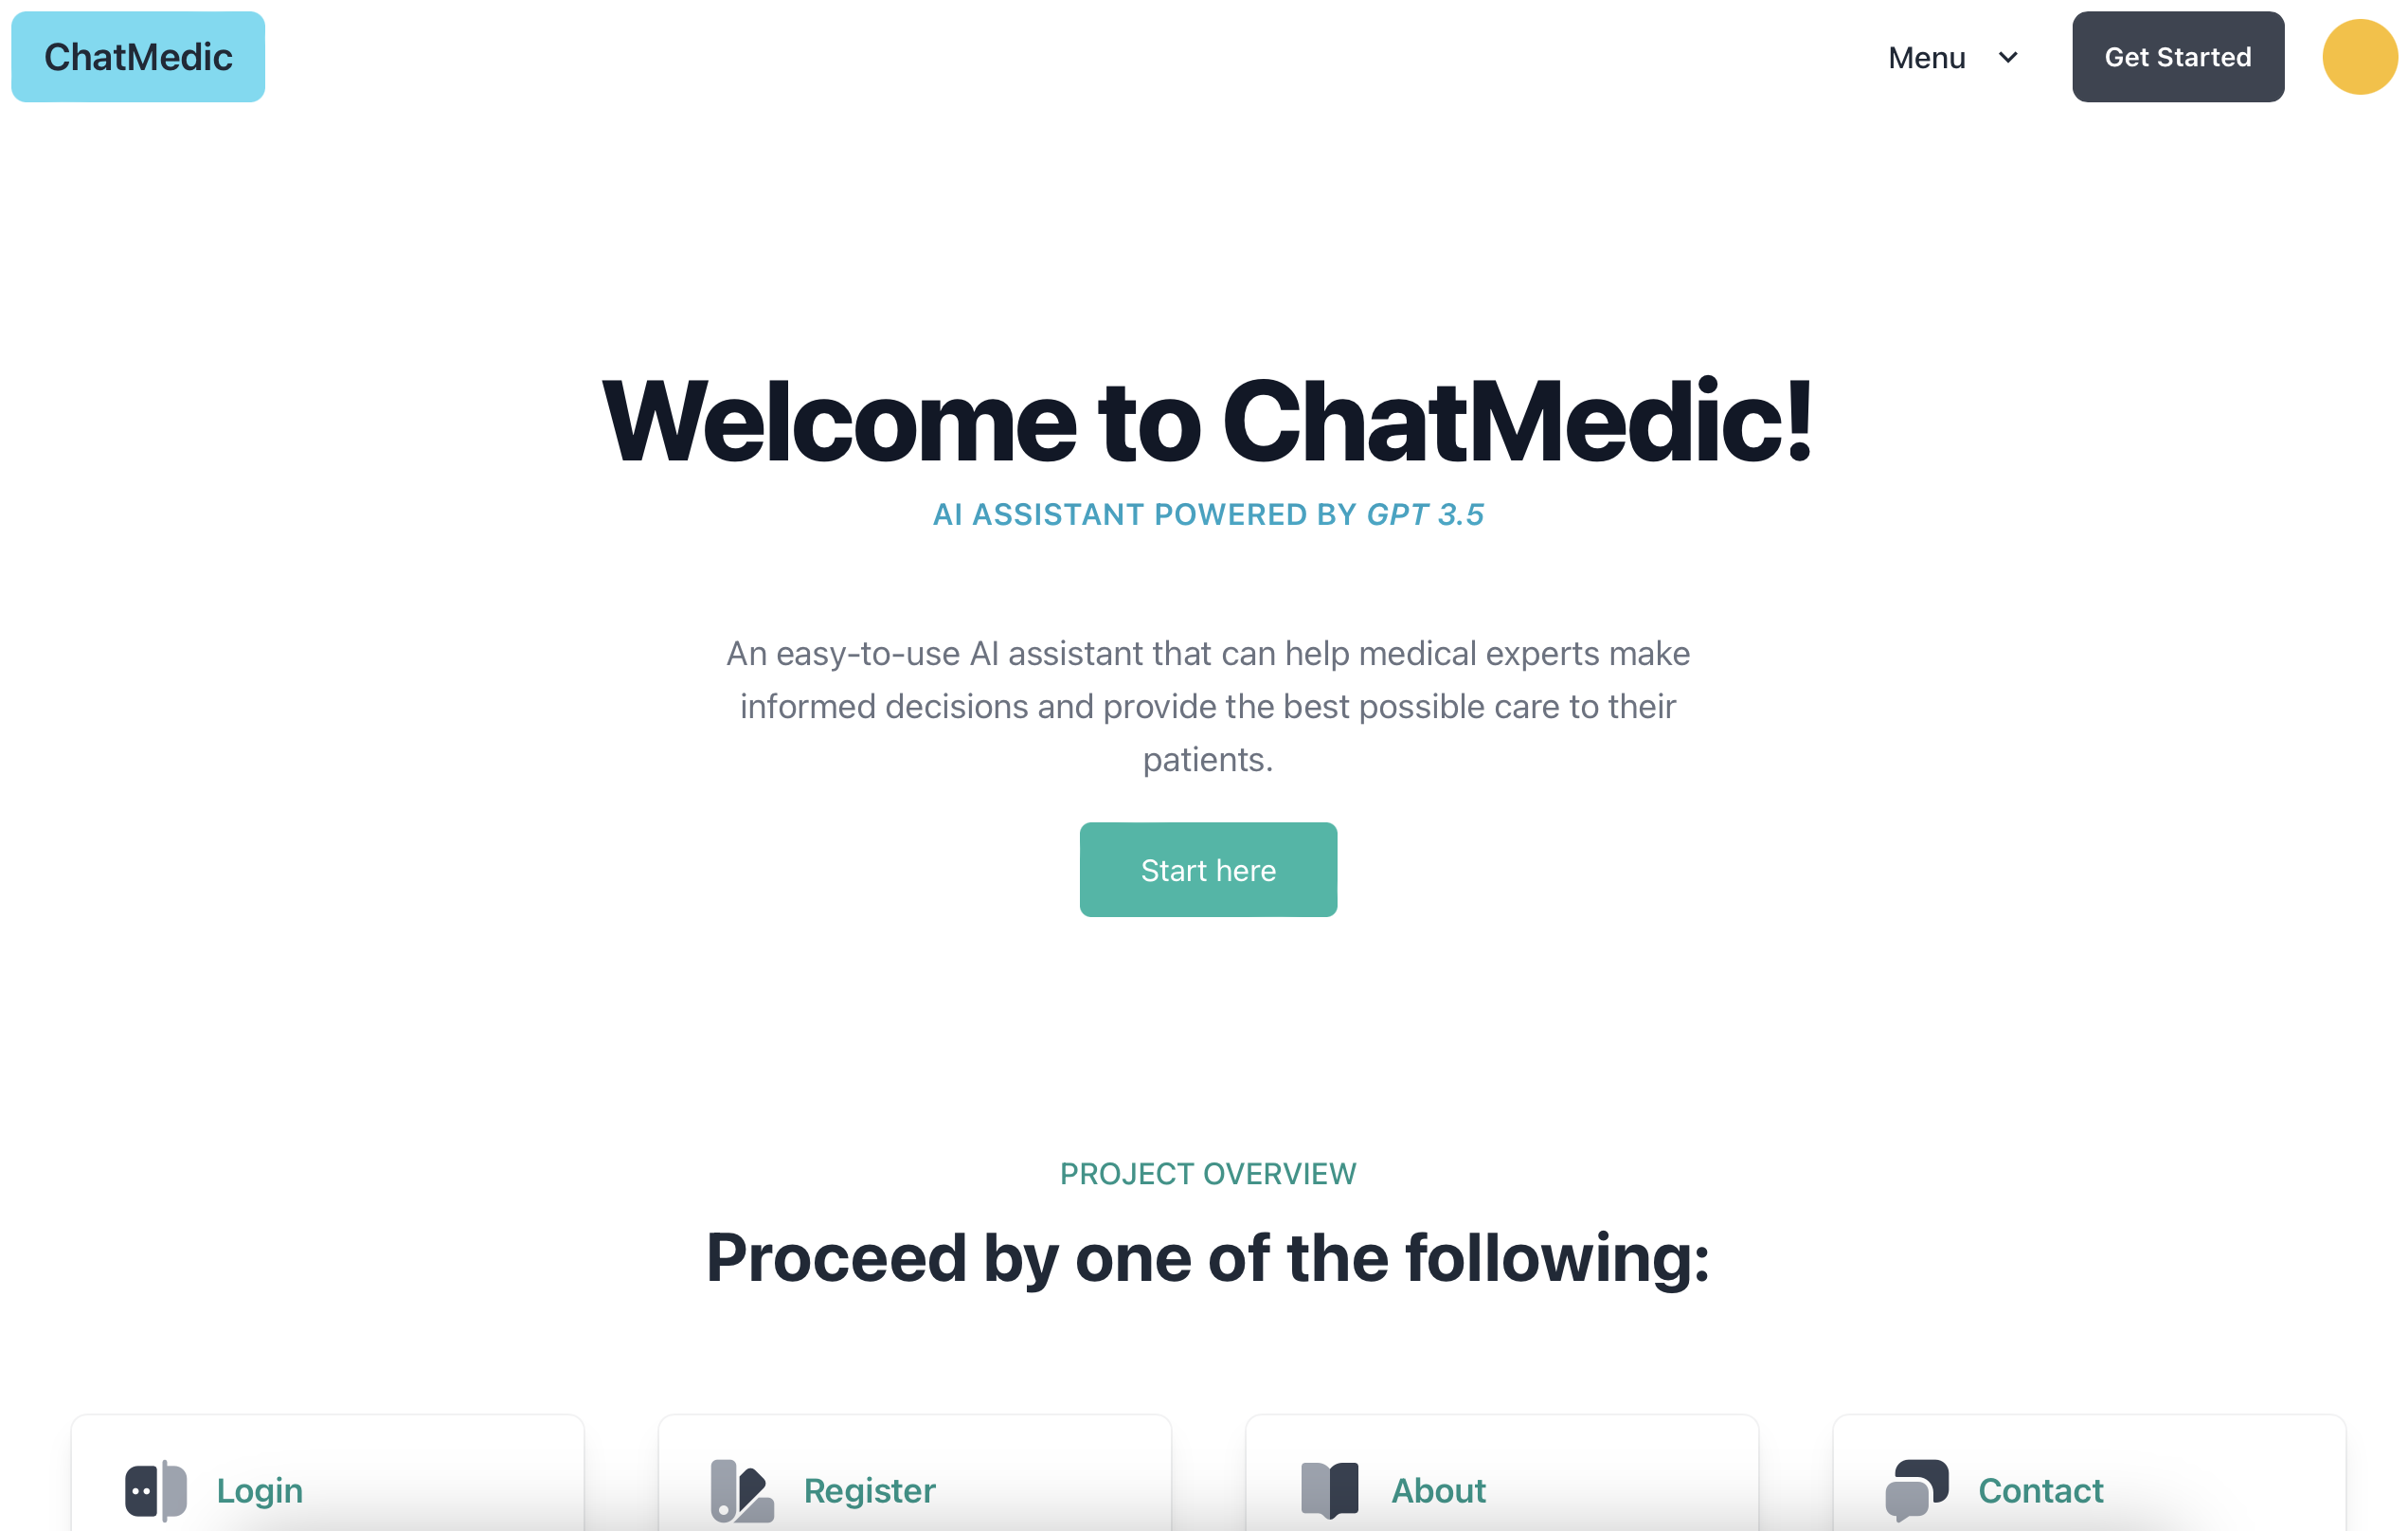 ChatMedic
Menu
Get Started
Welcome to ChatMedic!
AI ASSISTANT POWERED BY GPT 3.5
An easy-to-use AI assistant that can help medical experts make
informed decisions and provide the best possible care to their
patients.
Start here
PROJECT OVERVIEW
Proceed by one of the following:
Login
Register
About
Contact